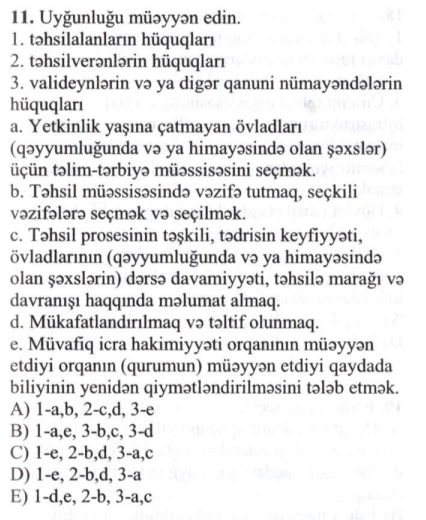 11. Uyğunluğu müəyyən edin.
1. təhsilalanların hüquqları
2. təhsilverənlərin hüquqları
3. valideynlərin və ya digər qanuni nümayəndələrin
hüquqları
a. Yetkinlik yaşına çatmayan övladları
(qəyyumluğunda və ya himayəsində olan şəxslər)
üçün təlim-tərbiyə müəssisəsini seçmək.
b. Təhsil müəssisəsində vəzifə tutmaq, seçkili
vəzifələrə seçmək və seçilmək.
c. Təhsil prosesinin təşkili, tədrisin keyfiyyəti,
övladlarının (qəyyumluğunda və ya himayəsində
olan şəxslərin) dərsə davamiyyəti, təhsilə marağı və
davranışı haqqında məlumat almaq.
d. Mükafatlandırılmaq və təltif olunmaq.
e. Müvafiq icra hakimiyyəti orqanının müəyyən
etdiyi orqanın (qurumun) müəyyən etdiyi qaydada
biliyinin yenidən qiymətləndirilməsini tələb etmək.
A) 1-a,b, 2-c,d, 3-e
B) 1-a,e, 3-b,c, 3-d
C) 1-e, 2-b,d, 3-a,c
D) 1-e, 2-b,d, 3-a
E) 1-d,e, 2-b, 3-a,c